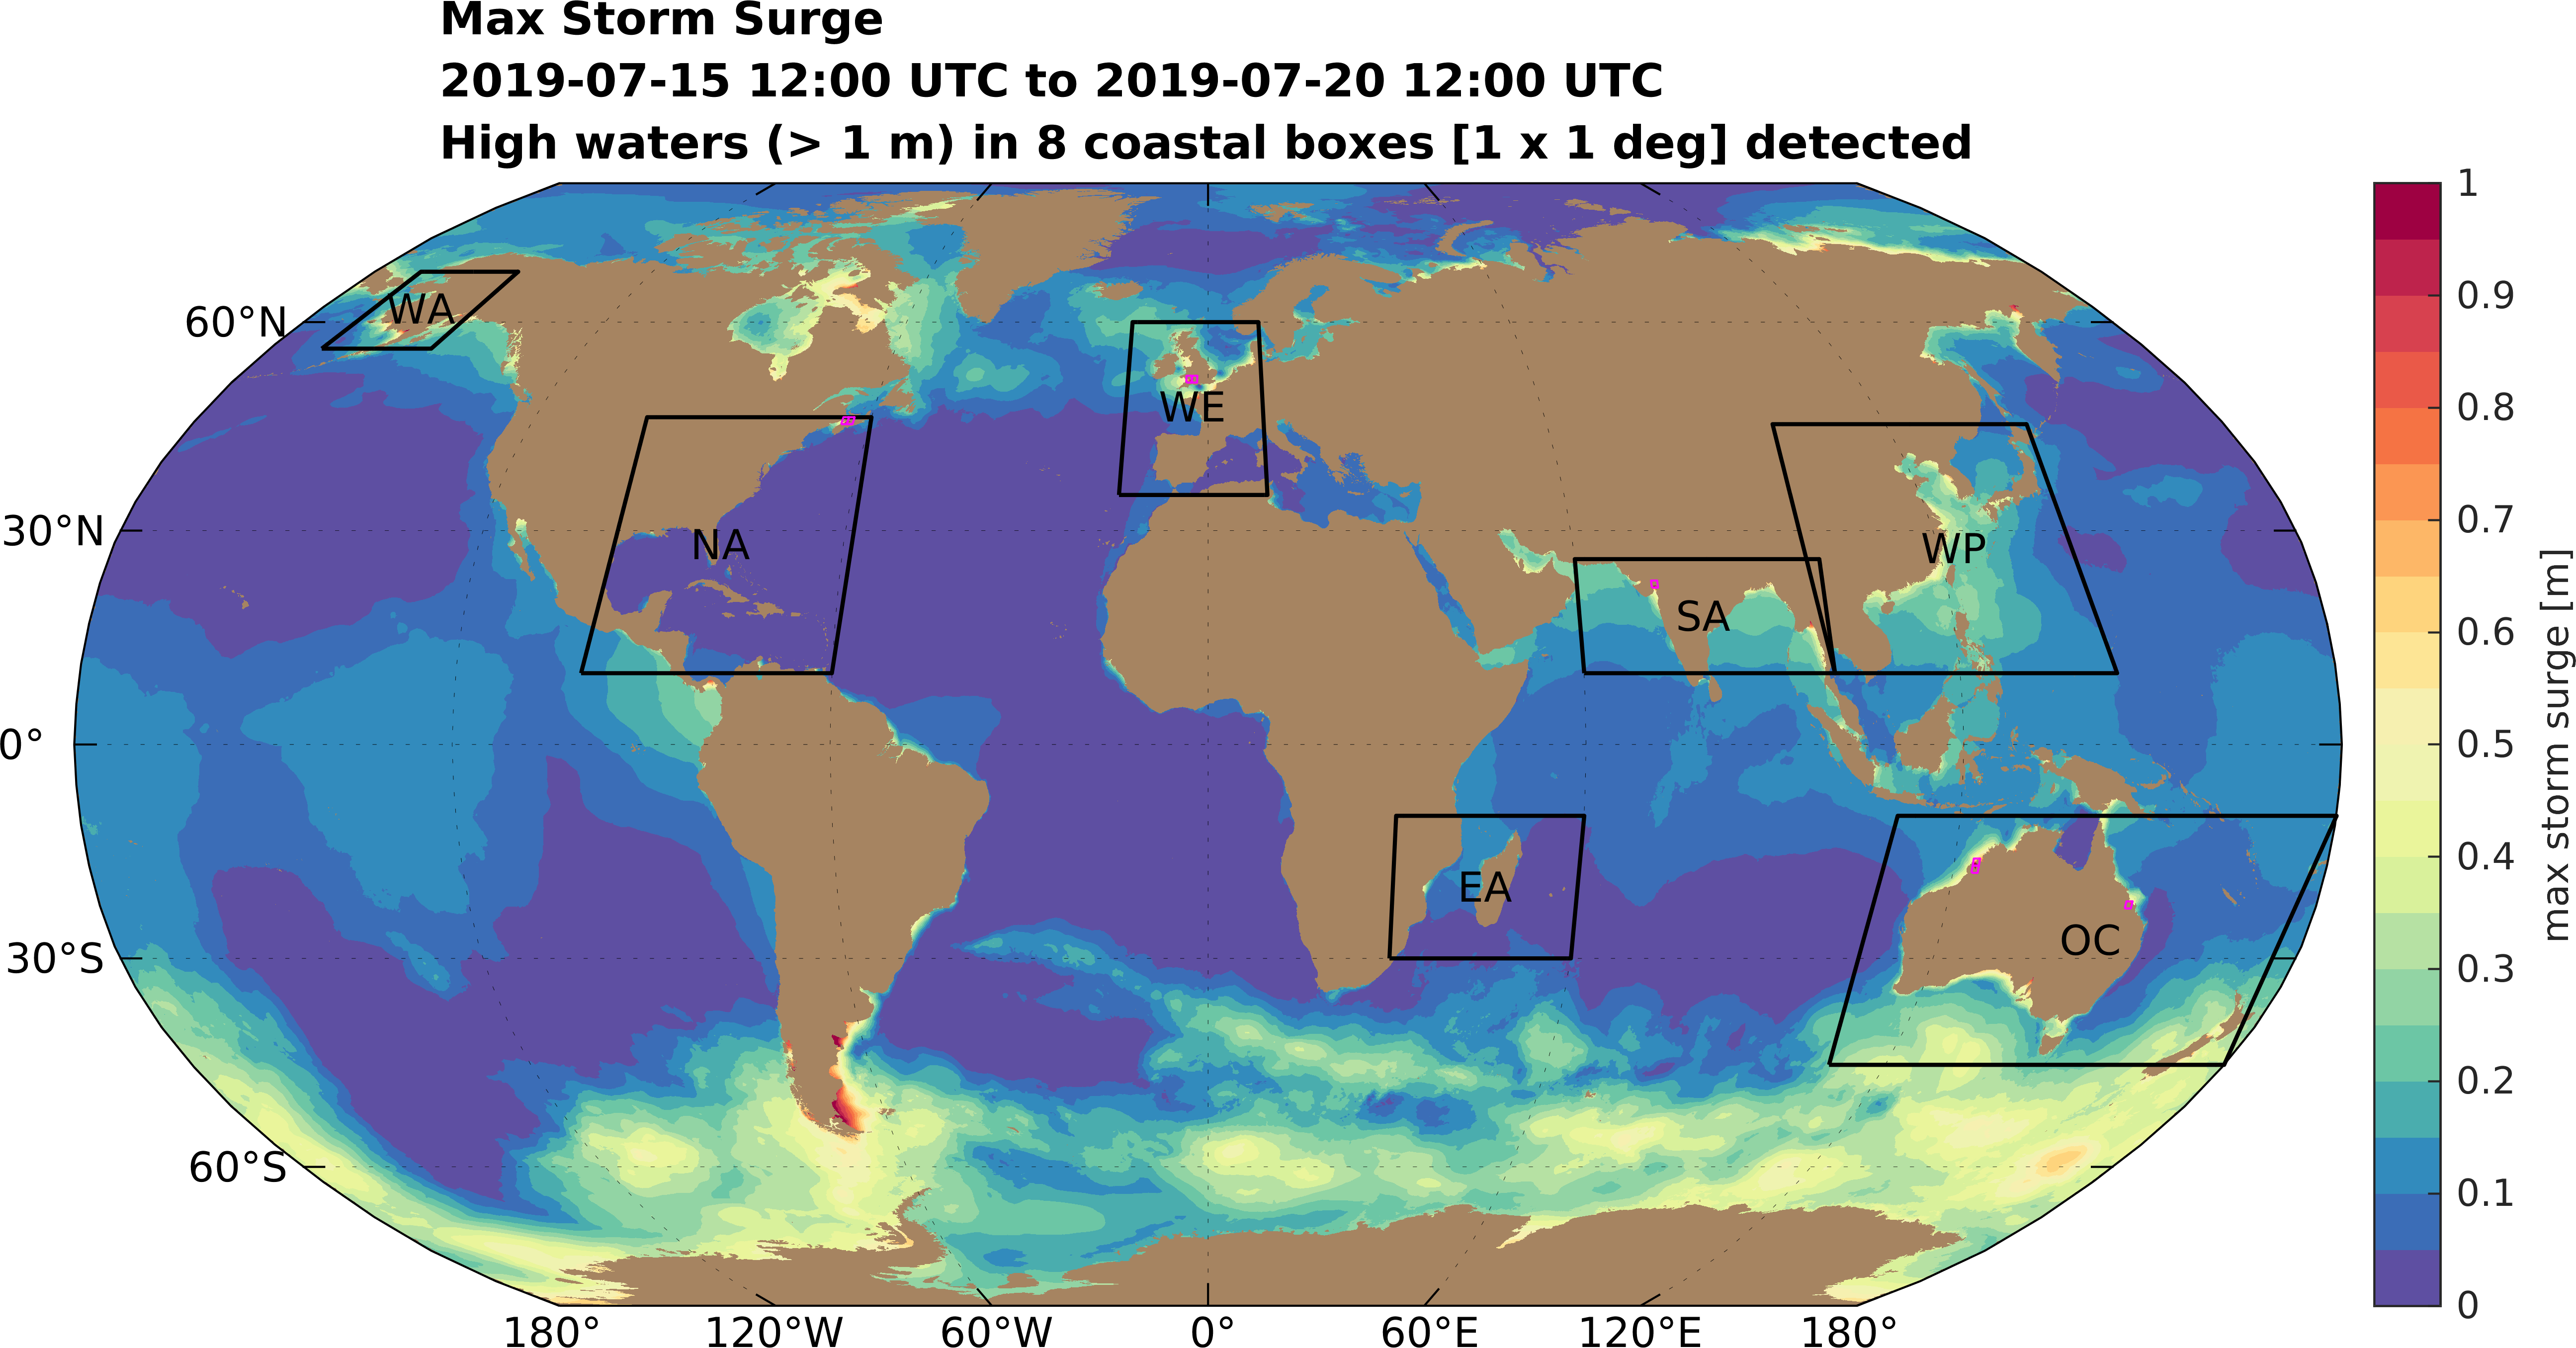 Max Storm Surge
2019-07-15 12:00 UTC to 2019-07-20 12:00 UTC
High waters (> 1 m) in 8 coastal boxes [1 x 1 deg] detected
60°N
30°N
0°
30°S
60°S
WA
NA
WE
SA
WP
EA
OC
180°
120°W
60°W
0°
60°E
120°E
180°
1
0.9
0.8
0.7
0.6
0.5
0.4
0.3
0.2
0.1
0
max storm surge [m]